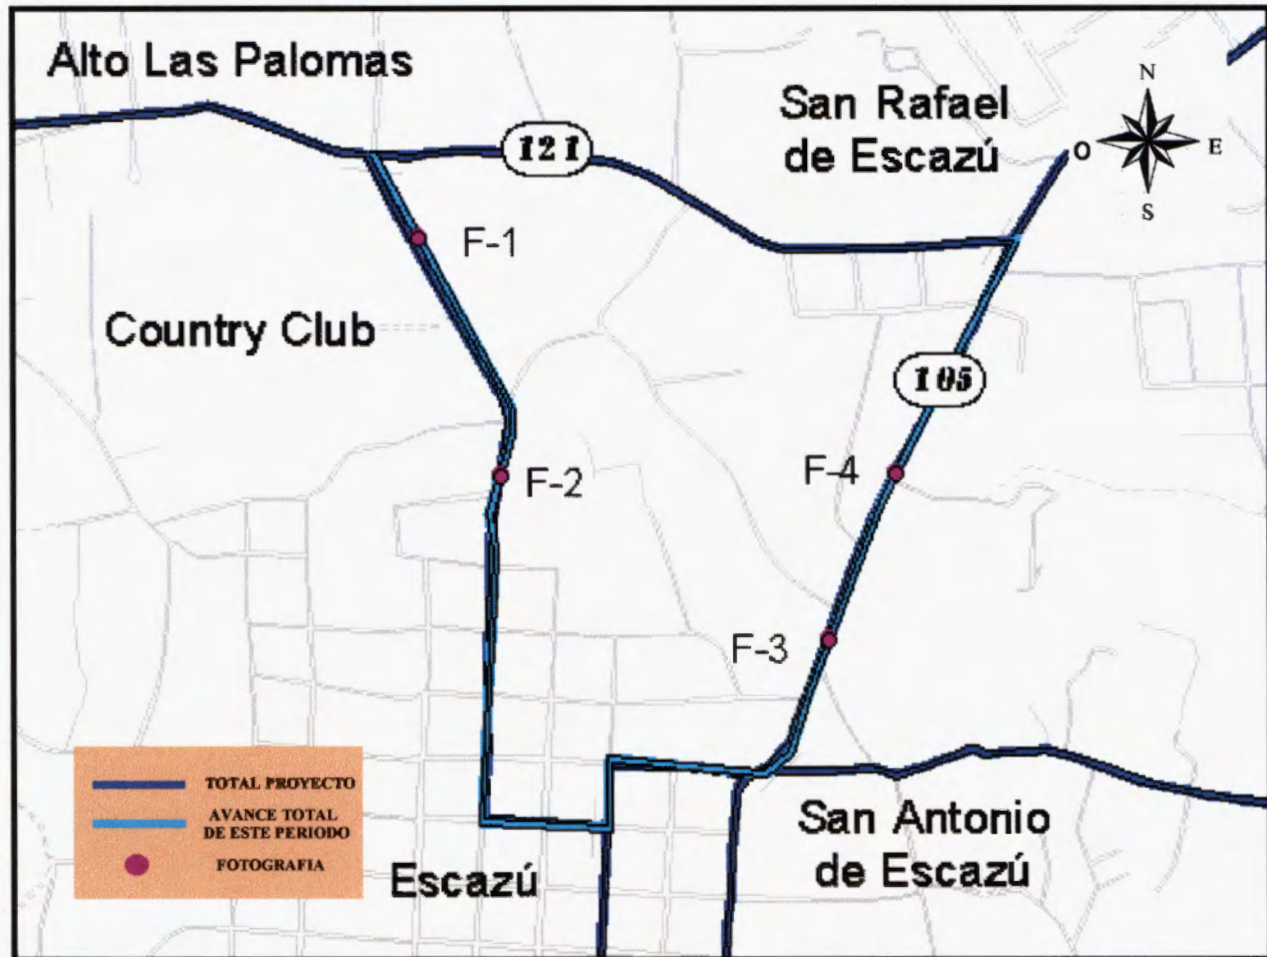 Alto Las Palomas
San Rafael
de Escazú
N
O
E
S
121
F-1
Country Club
105
F-2
F-4
F-3
TOTAL PROYECTO
AVANCE TOTAL
DE ESTE PERIODO
FOTOGRAFIA
Escazú
San Antonio
de Escazú